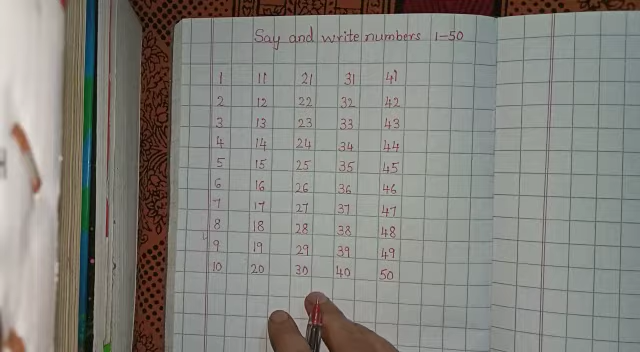 Say and write numbers 1-50
1 11 21 31 41
2 12 22 32 42
3 13 23 33 43
4 14 24 34 44
5 15 25 35 45
6 16 26 36 46
7 17 27 37 47
8 18 28 38 48
9 19 29 39 49
10 20 30 40 50